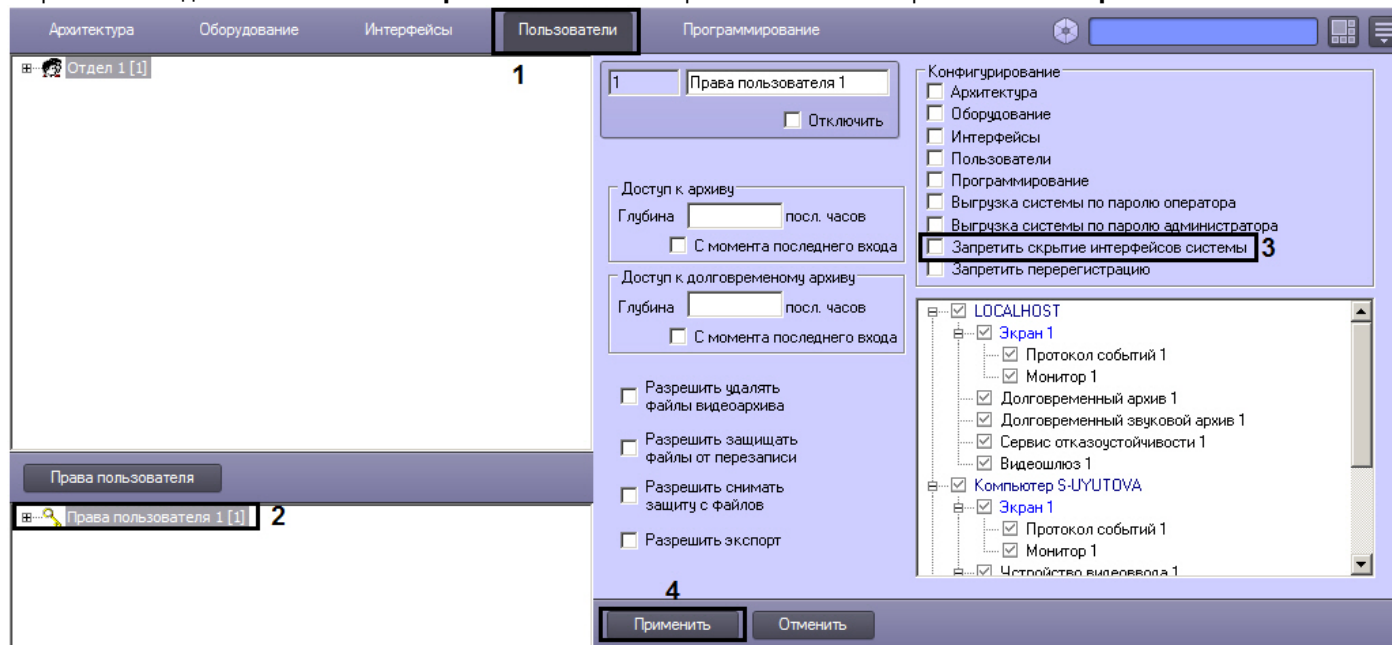 Архитектура
Оборудование
Интерфейсы
Пользователи
Программирование
1
Отдел 1 [1]
1
Права пользователя 1
Отключить
Доступ к архиву
Глубина
посл. часов
С момента последнего входа
Доступ к долговременому архиву
Глубина
посл. часов
С момента последнего входа
Разрешить удалять
файлы видеоархива
Разрешить защищать
файлы от перезаписи
Разрешить снимать
защиту с файлов
Разрешить экспорт
Конфигурирование
Архитектура
Оборудование
Интерфейсы
Пользователи
Программирование
Выгрузка системы по паролю оператора
Выгрузка системы по паролю администратора
Запретить скрытие интерфейсов системы
3
Запретить перерегистрацию
LOCALHOST
Экран 1
Протокол событий 1
Монитор 1
Долговременный архив 1
Долговременный звуковой архив 1
Сервис отказоустойчивости 1
Видеошлюз 1
Компьютер S-UYUTOVA
Экран 1
Протокол событий 1
Монитор 1
Устройство видеоввода 1
Права пользователя
Права пользователя 1 [1]
2
4
Применить
Отменить